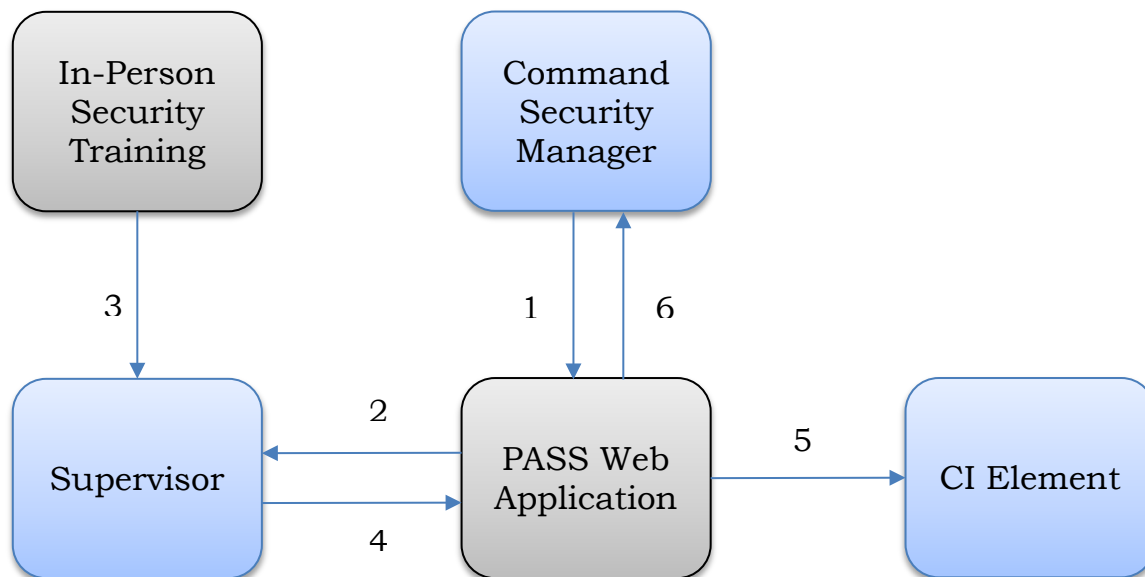 In-Person
Security
Training
Command
Security
Manager
3
1
6
Supervisor
2
4
PASS Web
Application
5
CI Element